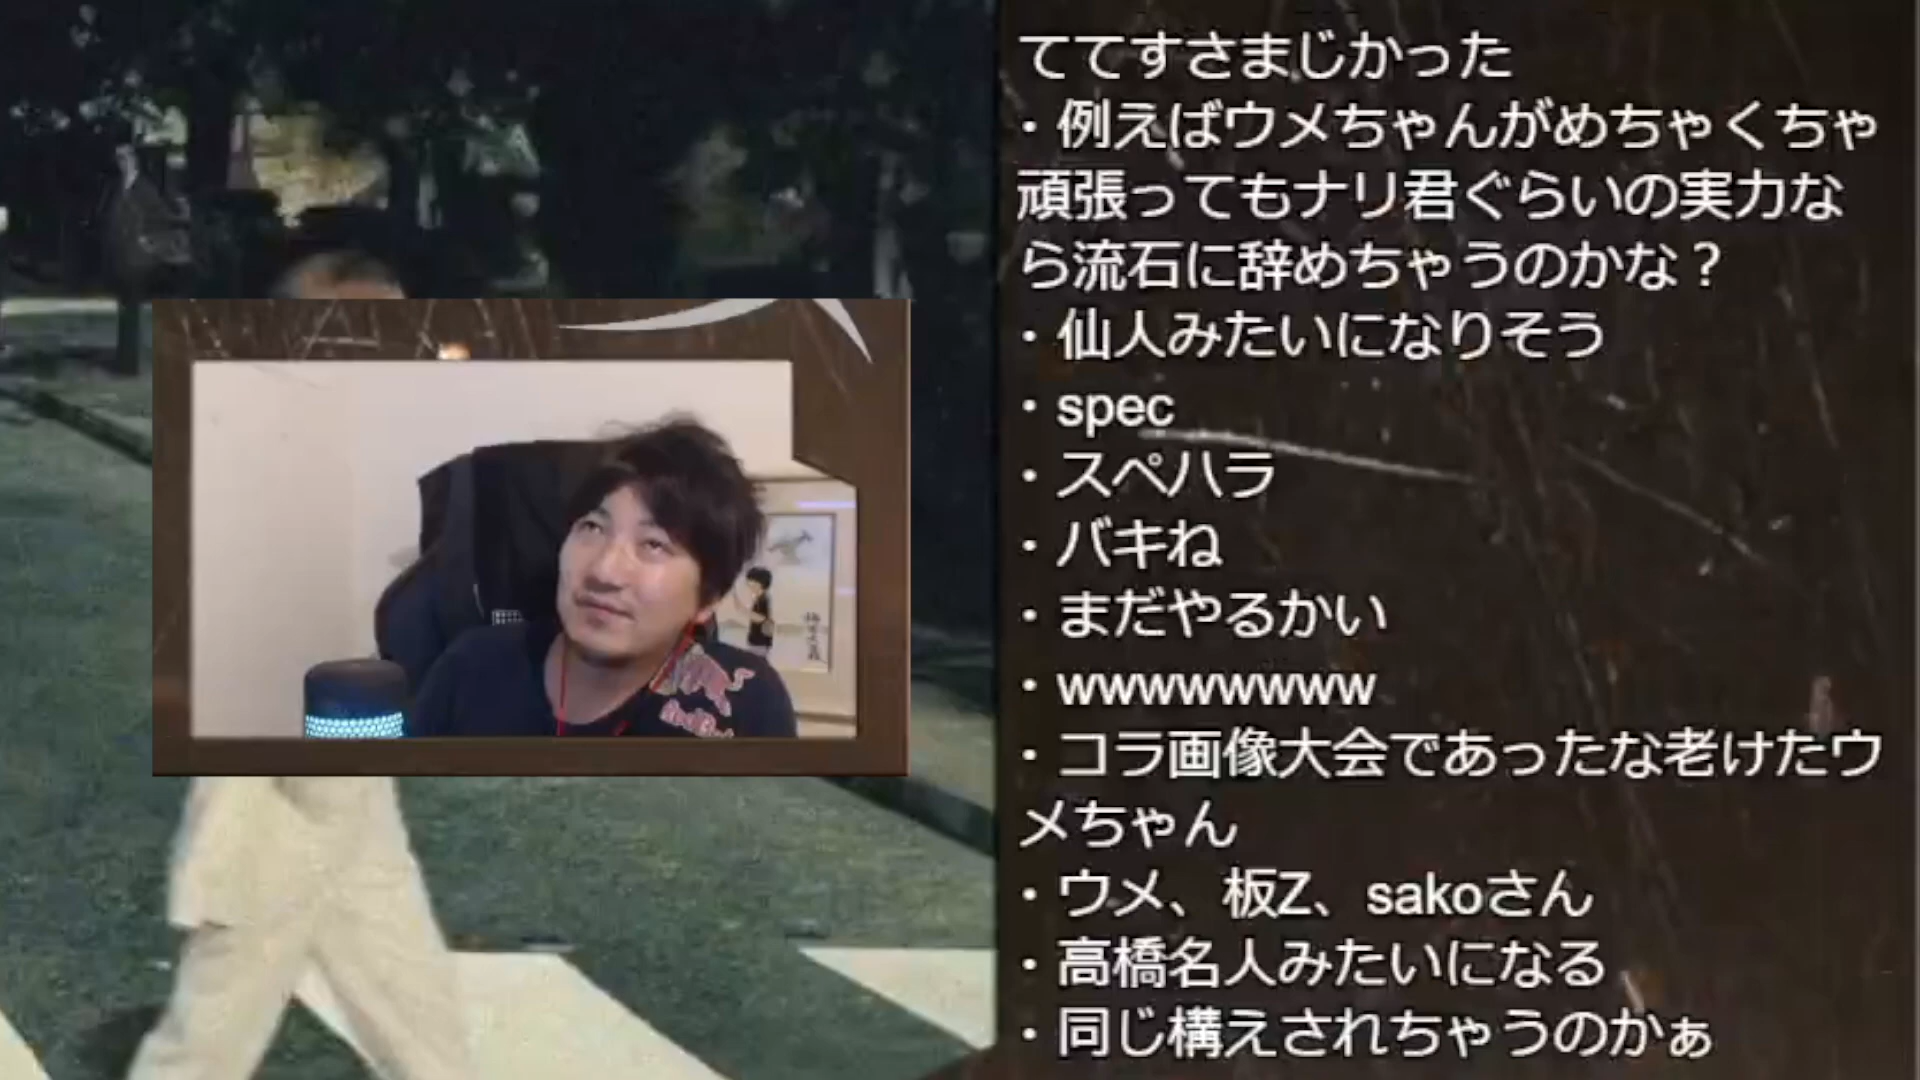 ててすさまじかった
・例えばウメちゃんがめちゃくちゃ
頑張ってもナリ君ぐらいの実力な
ら流石に辞めちゃうのかな？
・仙人みたいになりそう
・spec
・スペハラ
・バキね
・まだやるかい
・wwwwwwwww
・コラ画像大会であったな老けたウ
メちゃん
・ウメ、板Z、sakoさん
・高橋名人みたいになる
・同じ構えされちゃうのかぁ